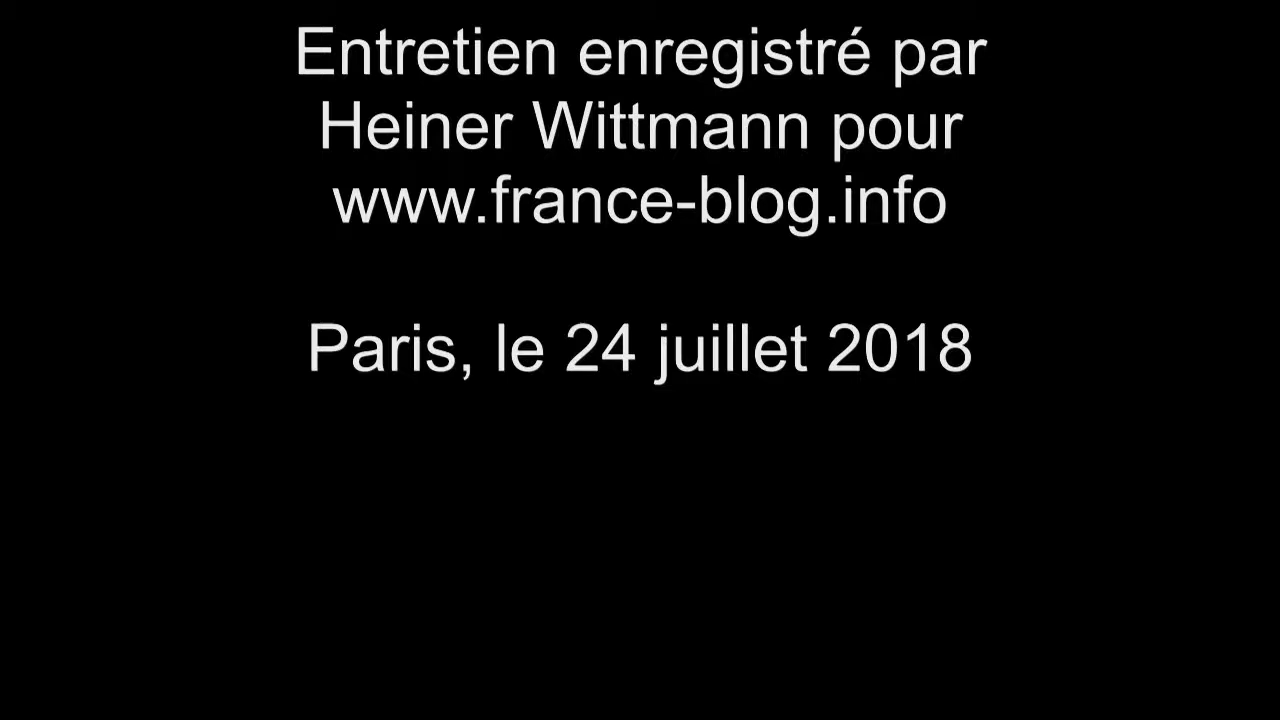 Entretien enregistré par
Heiner Wittmann pour
www.france-blog.info
Paris, le 24 juillet 2018